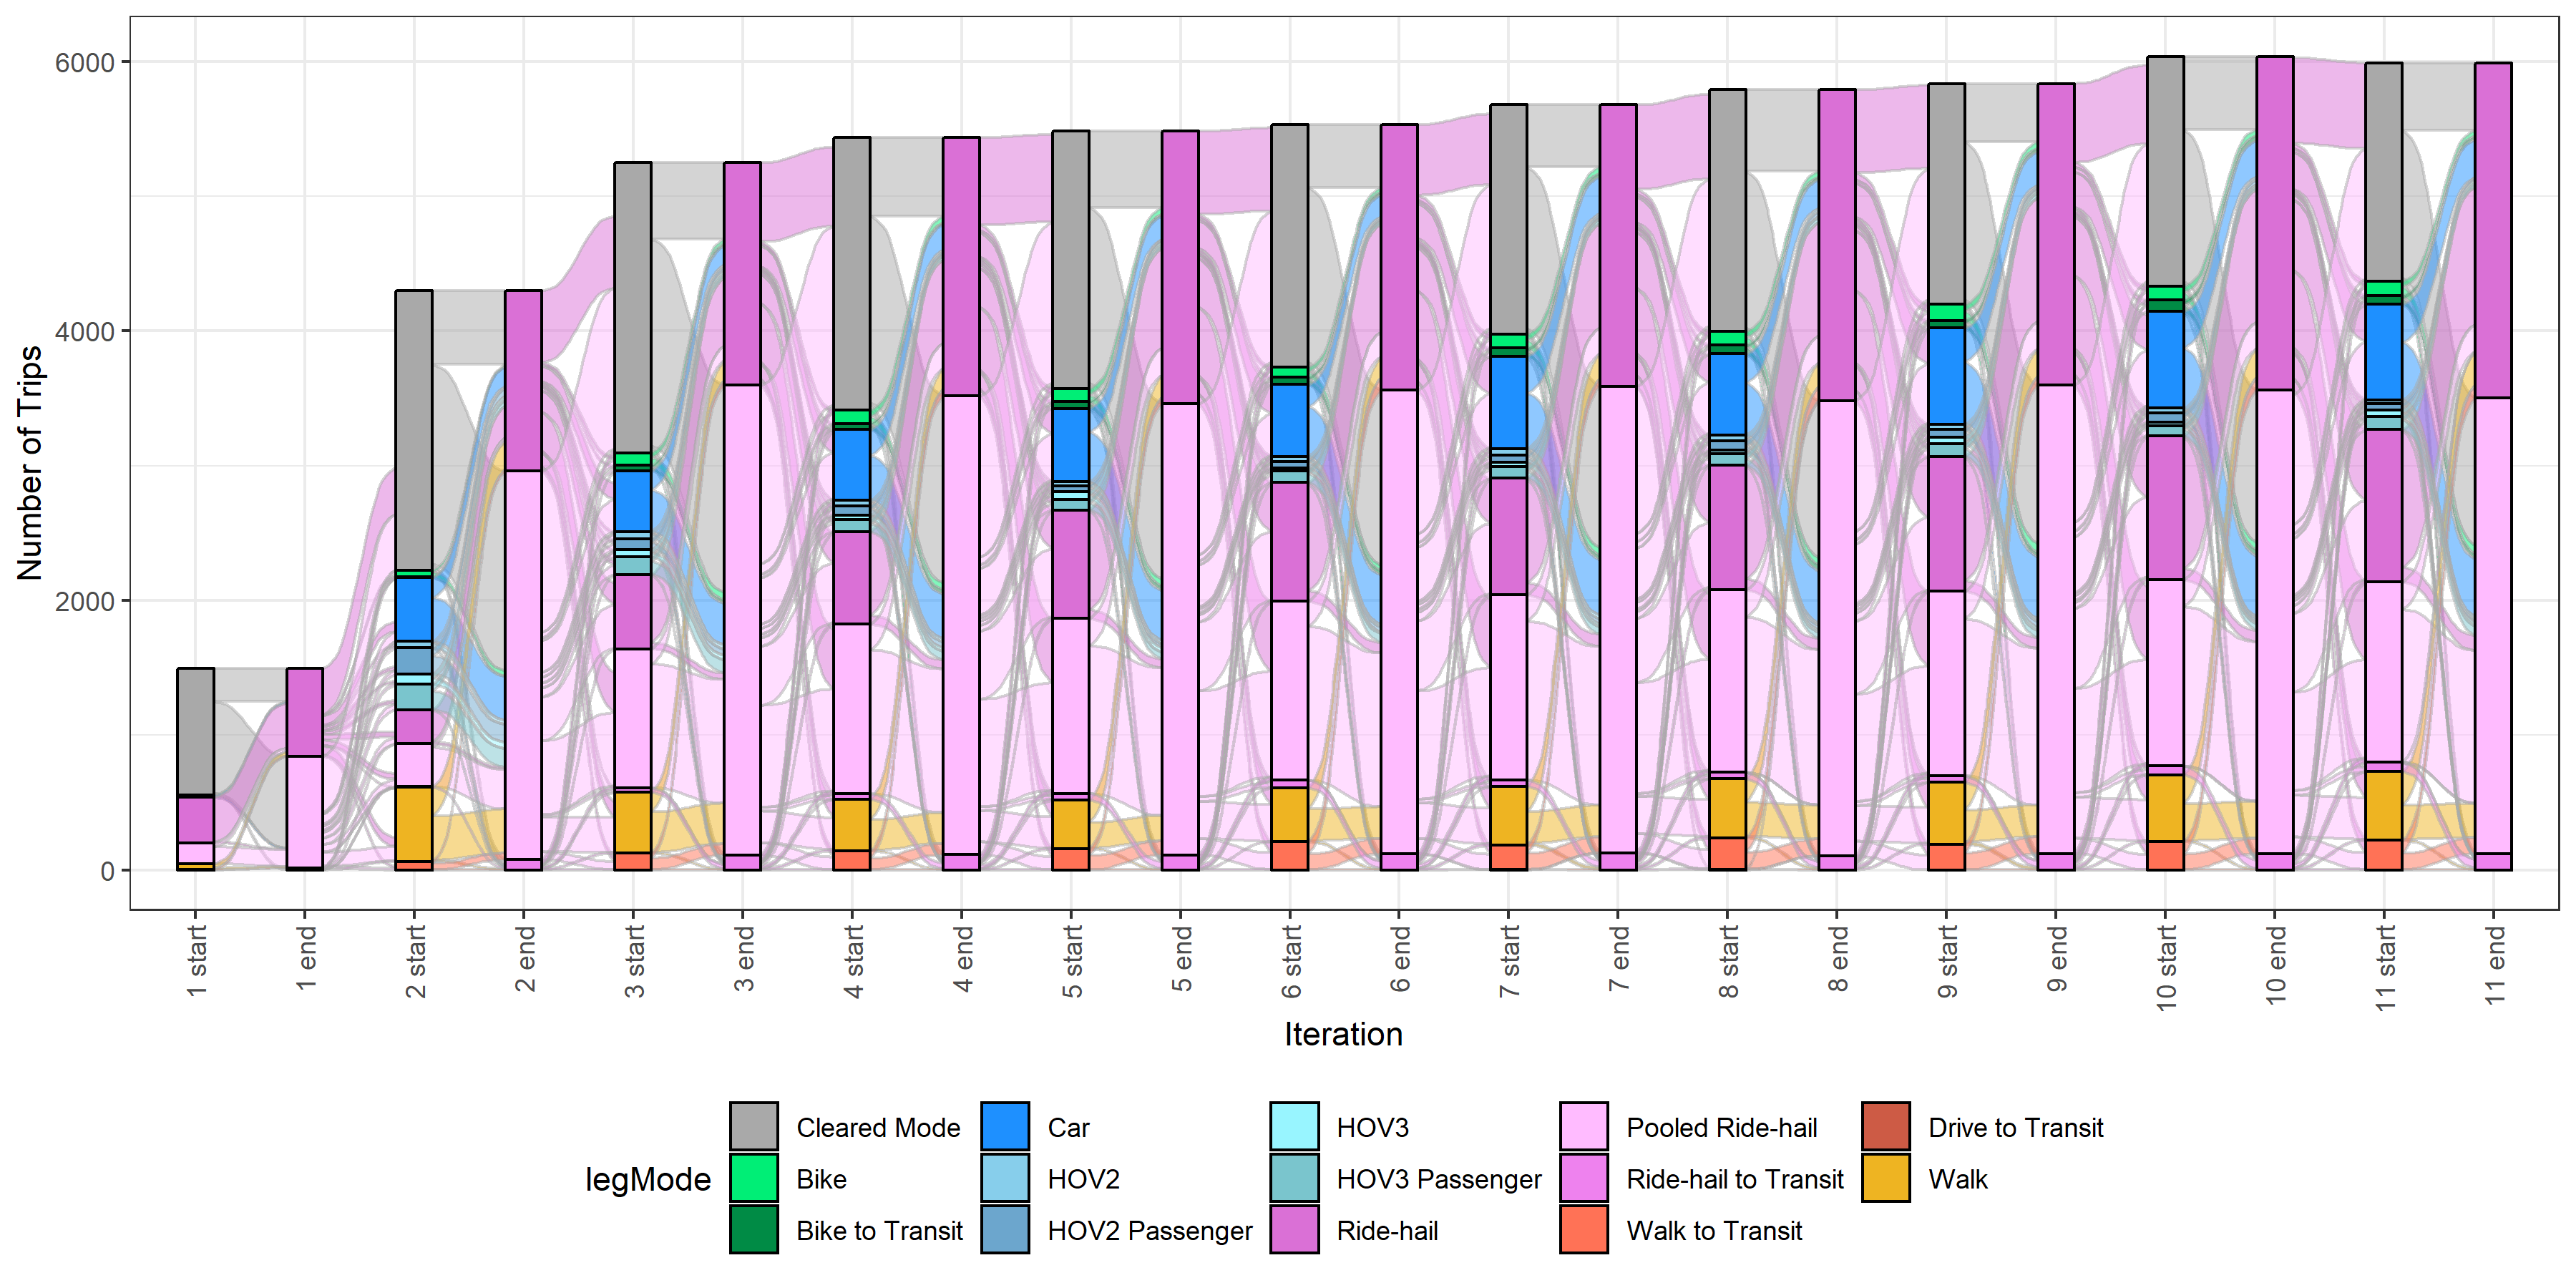 6000
4000
2000
0
Number of Trips
1 start
1 end
2 start
2 end
3 start
3 end
4 start
4 end
5 start
5 end
6 start
6 end
7 start
7 end
8 start
8 end
9 start
9 end
10 start
10 end
11 start
11 end
Iteration
legMode
Cleared Mode
Bike
Bike to Transit
Car
HOV2
HOV2 Passenger
HOV3
HOV3 Passenger
Ride-hail
Pooled Ride-hail
Ride-hail to Transit
Walk to Transit
Drive to Transit
Walk